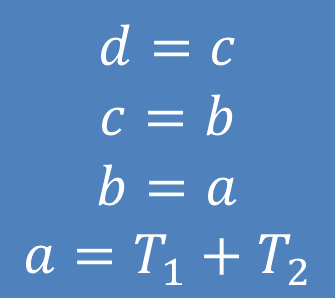 d = c
c = b
b = a
a = T₁ + T₂